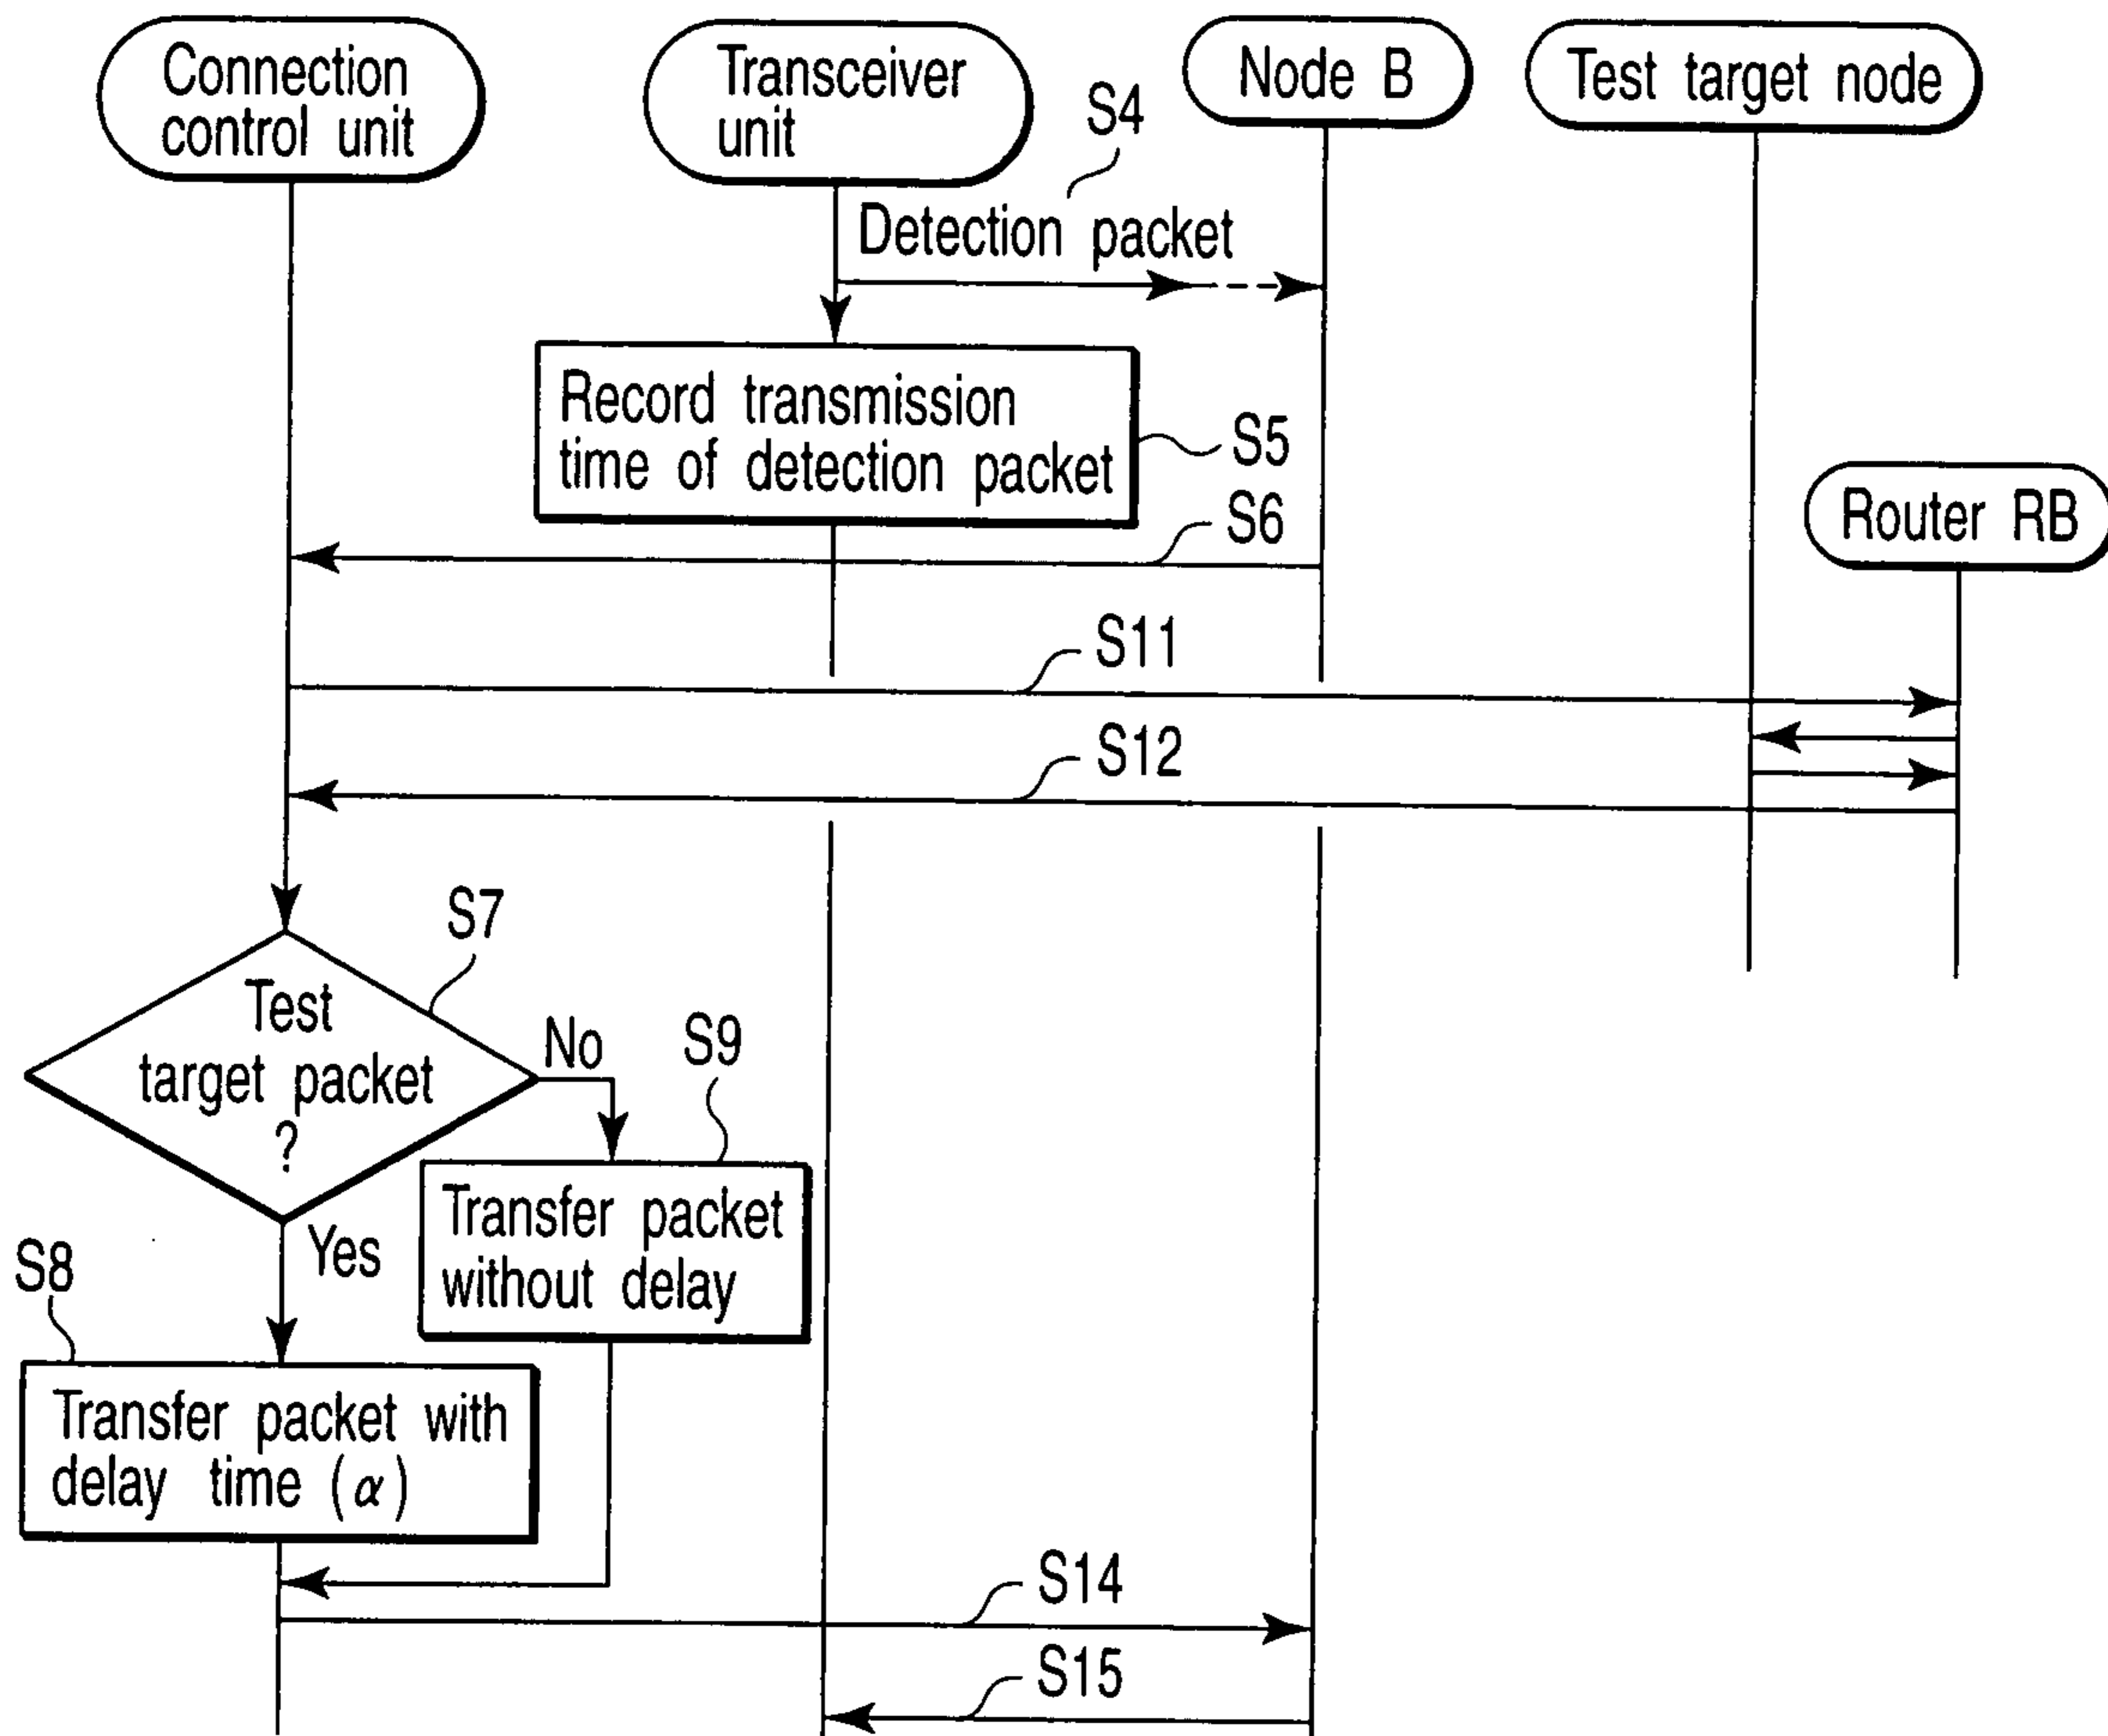 Connection
control unit
Transceiver
unit
Node B
Test target node
S4
Detection packet
Record transmission
time of detection packet
S5
Router RB
S6
S11
S12
S7
Test
target packet
?
No
S9
Transfer packet
without delay
Yes
S8
Transfer packet with
delay time (α)
S14
S15